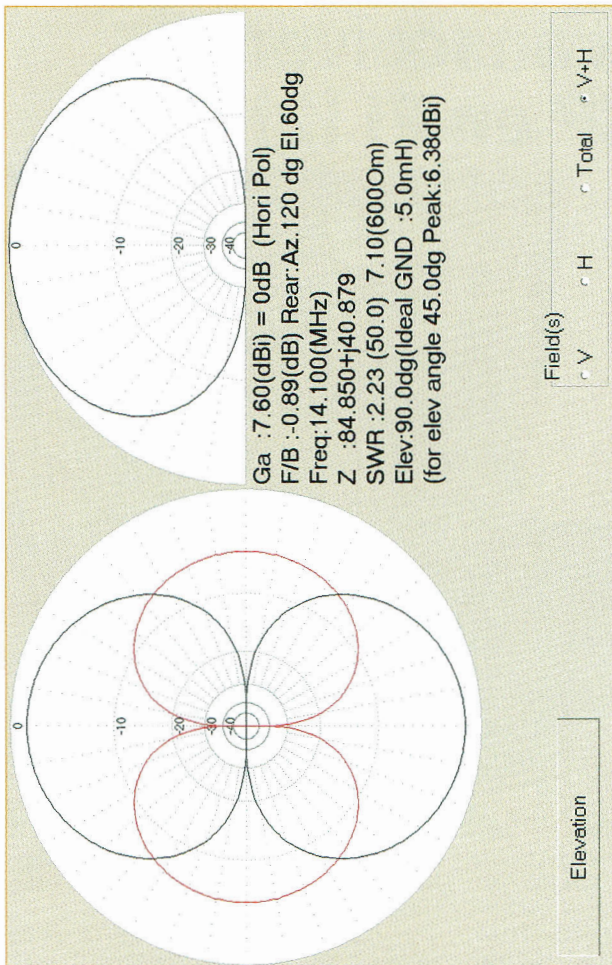 0
-10
-20
-30
-40
0
-10
-20
-30
-40
Ga :7.60(dBi) = 0dB (Hori Pol)
F/B :-0.89(dB) Rear:Az.120 dg El.60dg
Freq:14.100(MHz)
Z :84.850+j40.879
SWR :2.23 (50.0) 7.10(600Om)
Elev:90.0dg(Ideal GND :5.0mH)
(for elev angle 45.0dg Peak:6.38dBi)
Elevation
Field(s)
V H Total V+H